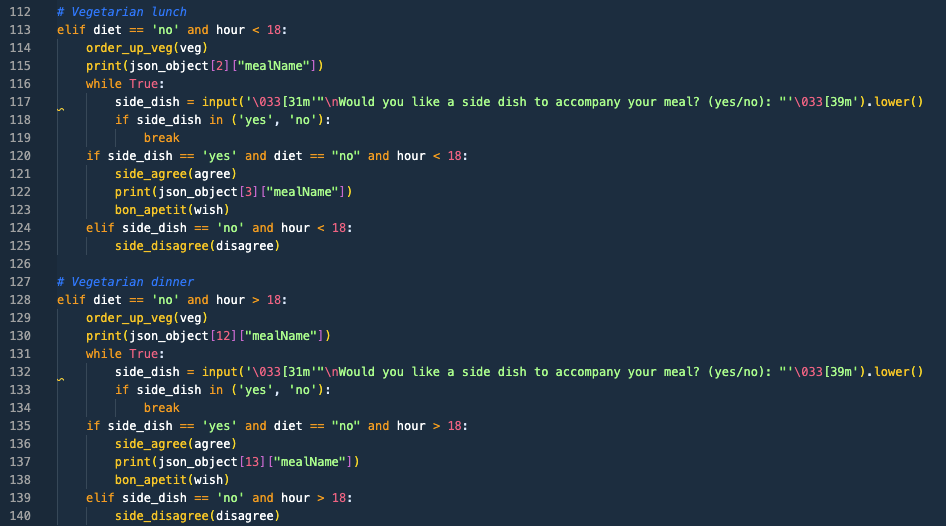 112 # Vegetarian lunch
113 elif diet == 'no' and hour < 18:
114     order_up_veg(veg)
115     print(json_object[2]["mealName"])
116     while True:
117         side_dish = input('\033[31m'"\nWould you like a side dish to accompany your meal? (yes/no): "'\033[39m').lower()
118         if side_dish in ('yes', 'no'):
119             break
120     if side_dish == 'yes' and diet == "no" and hour < 18:
121         side_agree(agree)
122         print(json_object[3]["mealName"])
123         bon_apetit(wish)
124     elif side_dish == 'no' and hour < 18:
125         side_disagree(disagree)
126
127 # Vegetarian dinner
128 elif diet == 'no' and hour > 18:
129     order_up_veg(veg)
130     print(json_object[12]["mealName"])
131     while True:
132         side_dish = input('\033[31m'"\nWould you like a side dish to accompany your meal? (yes/no): "'\033[39m').lower()
133         if side_dish in ('yes', 'no'):
134             break
135     if side_dish == 'yes' and diet == "no" and hour > 18:
136         side_agree(agree)
137         print(json_object[13]["mealName"])
138         bon_apetit(wish)
139     elif side_dish == 'no' and hour > 18:
140         side_disagree(disagree)